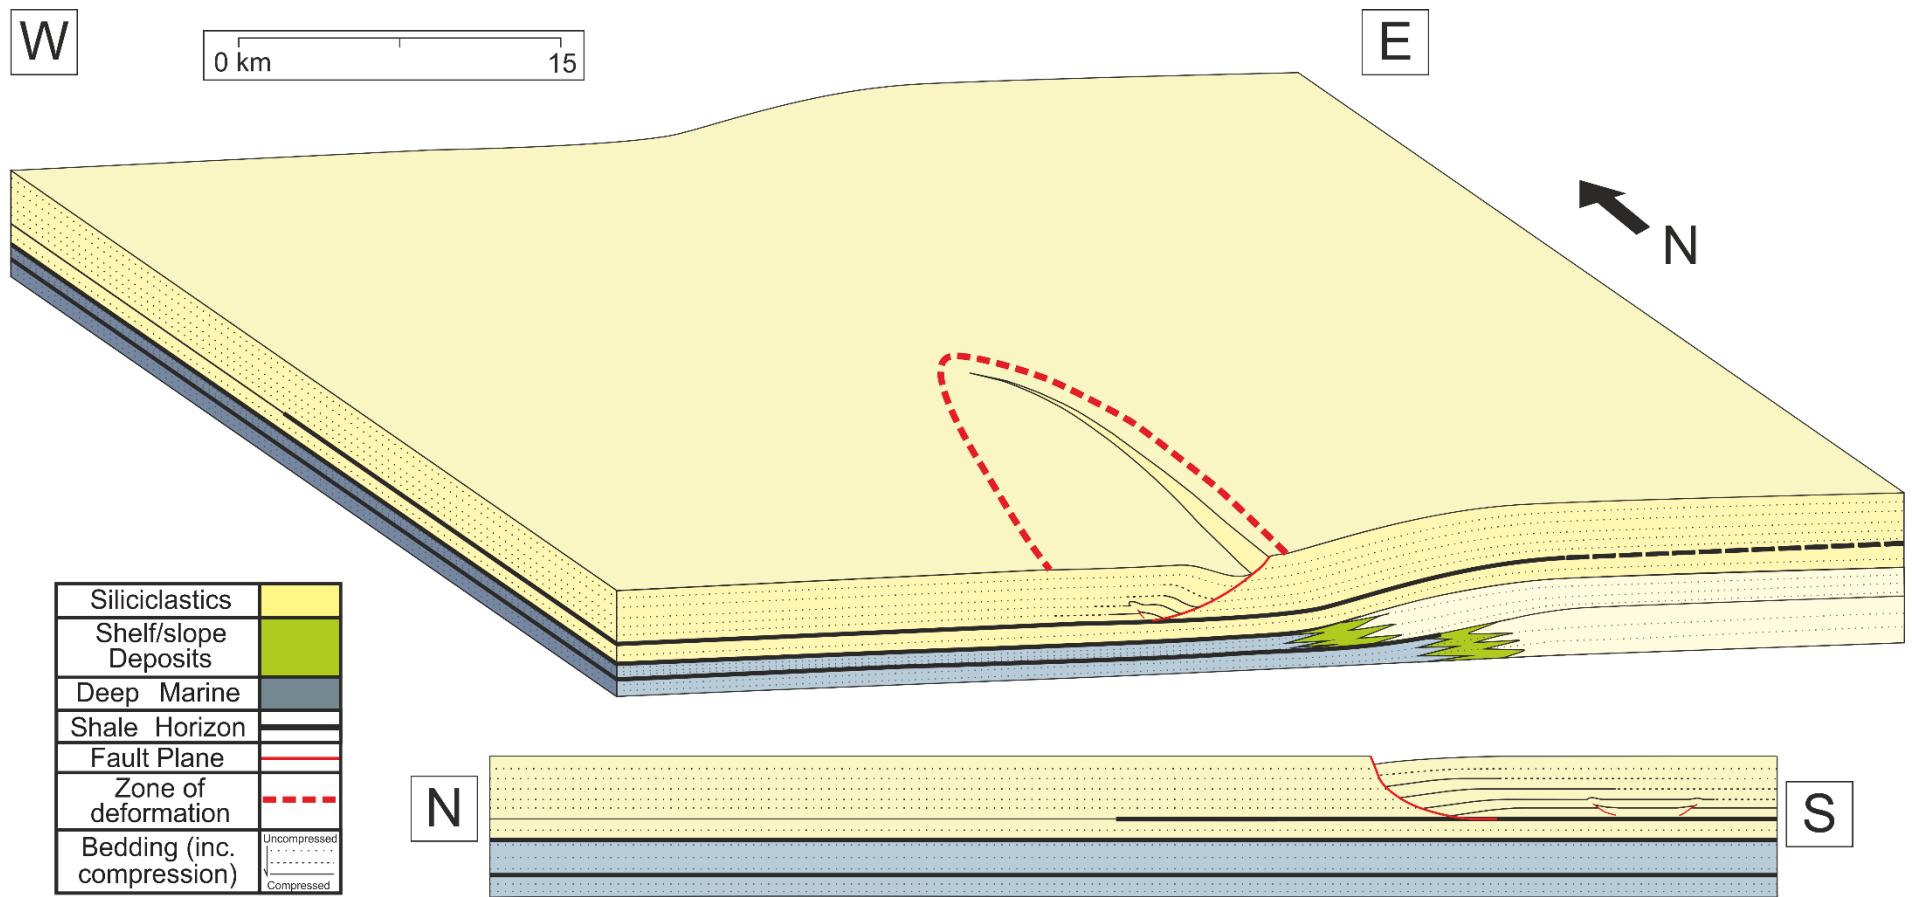 W
E
0 km 15
N
Siliciclastics
Shelf/slope
Deposits
Deep Marine
Shale Horizon
Fault Plane
Zone of
deformation
Bedding (inc.
compression)
Uncompressed
Compressed
N
S